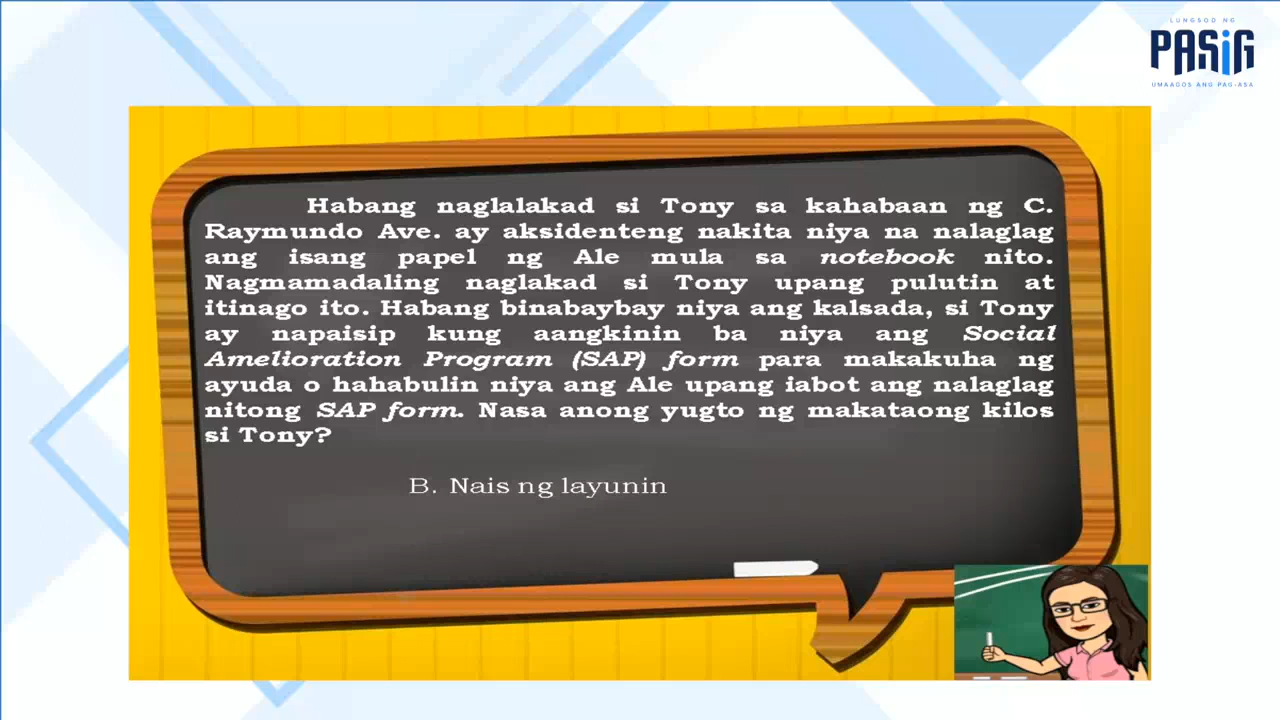 LUNGSOD NG
PASiG
UMAAGOS ANG PAG-ASA
Habang naglalakad si Tony sa kahabaan ng C.
Raymundo Ave. ay aksidenteng nakita niya na nalaglag
ang isang papel ng Ale mula sa notebook nito.
Nagmamadaling naglakad si Tony upang pulutin at
itinago ito. Habang binabaybay niya ang kalsada, si Tony
ay napaisip kung aangkinin ba niya ang Social
Amelioration Program (SAP) form para makakuha ng
ayuda o hahabulin niya ang Ale upang iabot ang nalaglag
nitong SAP form. Nasa anong yugto ng makataong kilos
si Tony?
B. Nais ng layunin